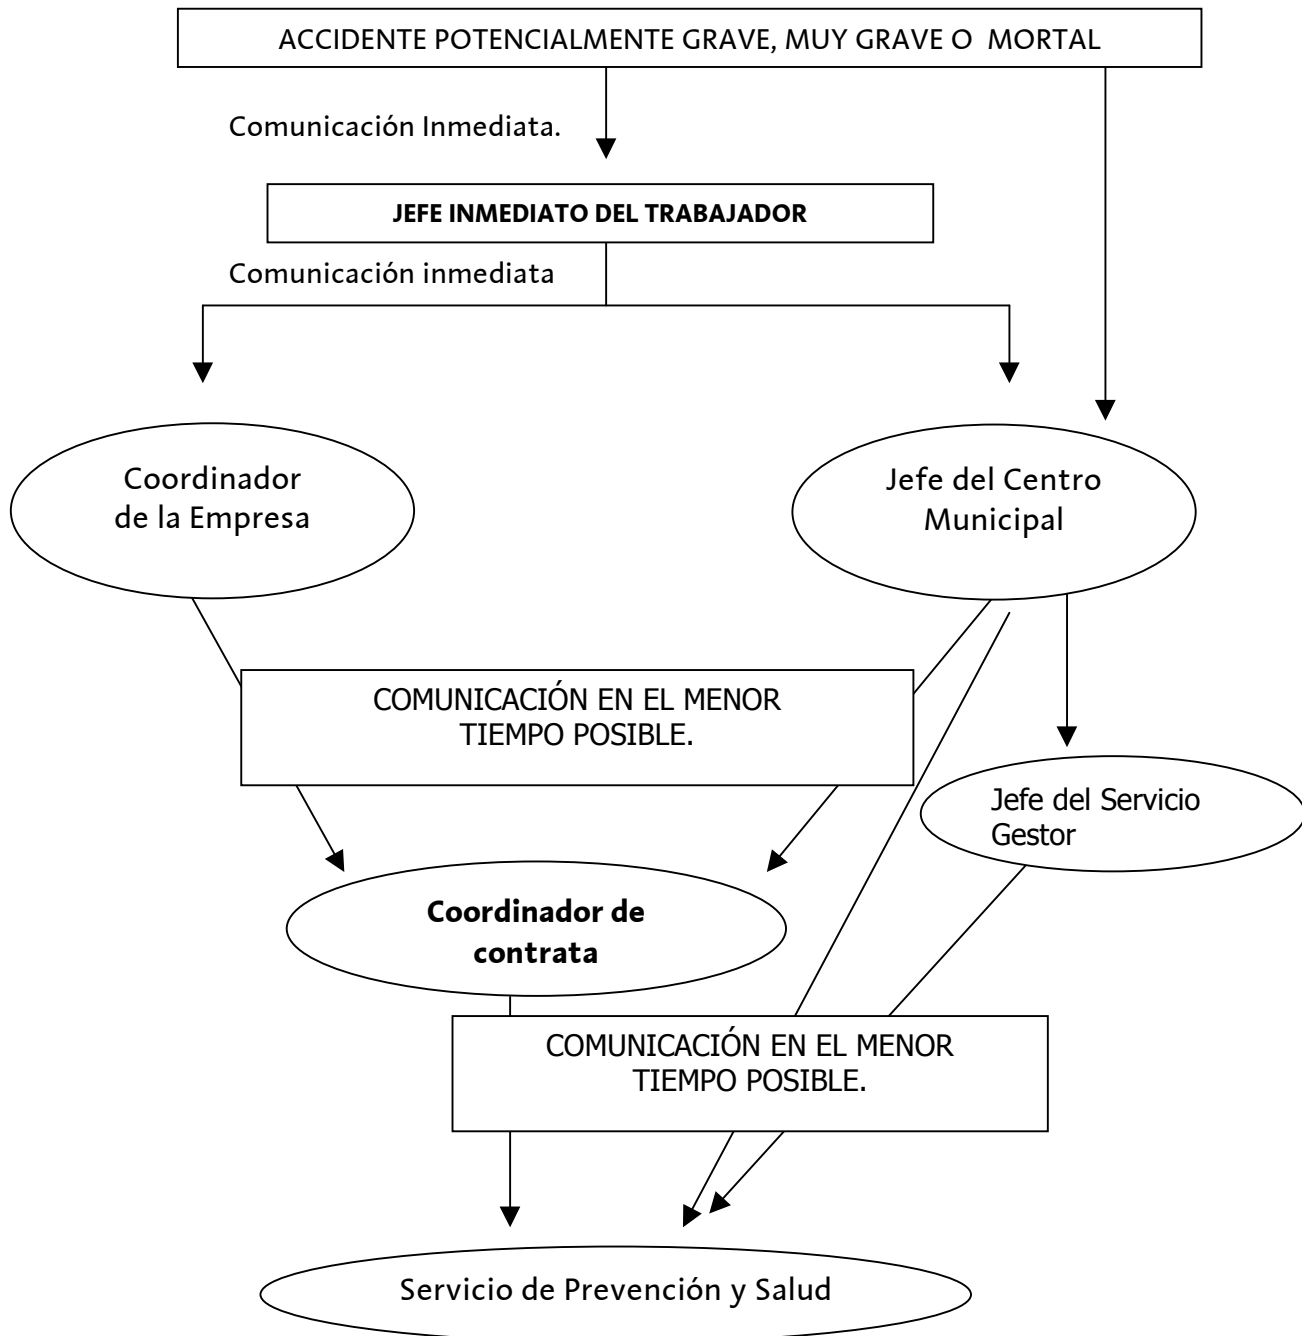 ACCIDENTE POTENCIALMENTE GRAVE, MUY GRAVE O MORTAL
Comunicación Inmediata.
JEFE INMEDIATO DEL TRABAJADOR
Comunicación inmediata
Coordinador
de la Empresa
Jefe del Centro
Municipal
COMUNICACIÓN EN EL MENOR
TIEMPO POSIBLE.
Jefe del Servicio
Gestor
Coordinador de
contrata
COMUNICACIÓN EN EL MENOR
TIEMPO POSIBLE.
Servicio de Prevención y Salud